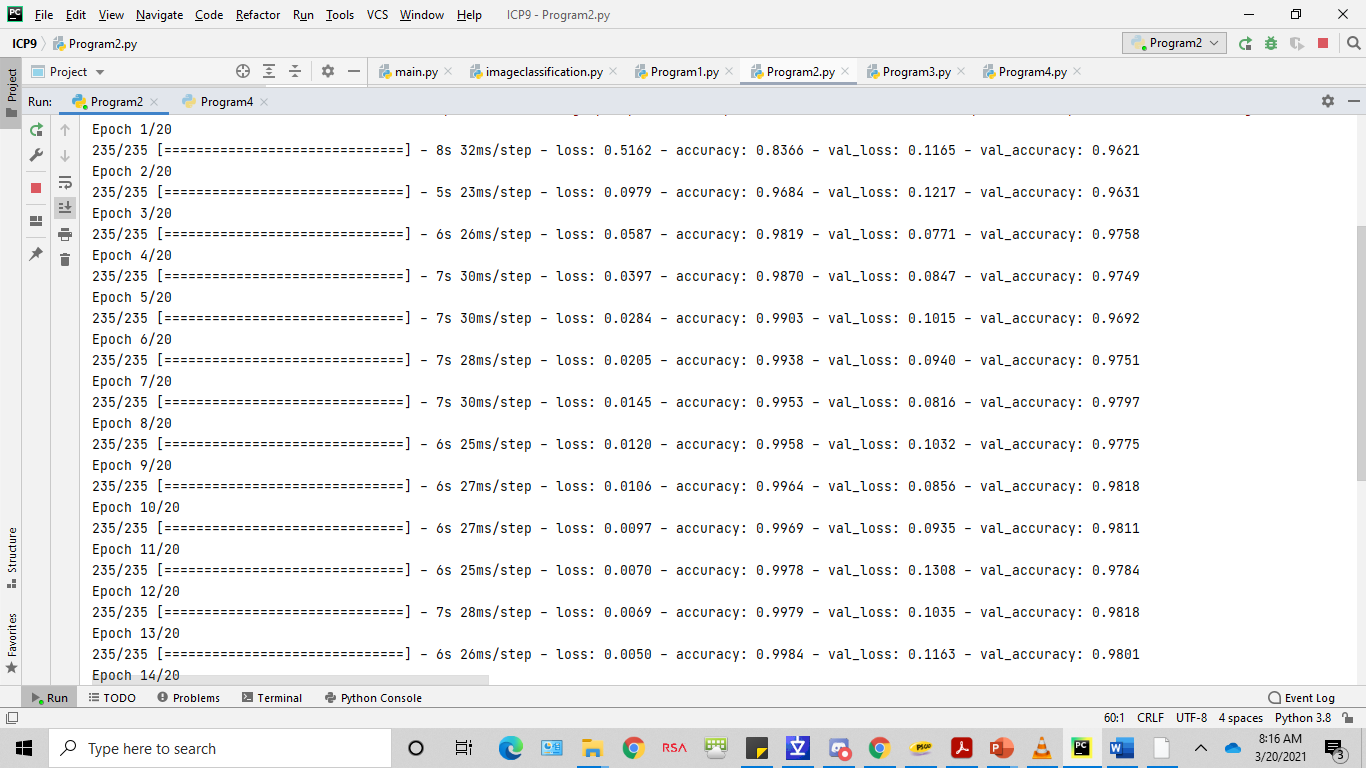 PC File Edit View Navigate Code Refactor Run Tools VCS Window Help ICP9 - Program2.py
ICP9 Program2.py Program2
Project Project main.py imageclassification.py Program1.py Program2.py Program3.py Program4.py
Run: Program2 Program4
Epoch 1/20
235/235 [==============================] - 8s 32ms/step - loss: 0.5162 - accuracy: 0.8366 - val_loss: 0.1165 - val_accuracy: 0.9621
Epoch 2/20
235/235 [==============================] - 5s 23ms/step - loss: 0.0979 - accuracy: 0.9684 - val_loss: 0.1217 - val_accuracy: 0.9631
Epoch 3/20
235/235 [==============================] - 6s 26ms/step - loss: 0.0587 - accuracy: 0.9819 - val_loss: 0.0771 - val_accuracy: 0.9758
Epoch 4/20
235/235 [==============================] - 7s 30ms/step - loss: 0.0397 - accuracy: 0.9870 - val_loss: 0.0847 - val_accuracy: 0.9749
Epoch 5/20
235/235 [==============================] - 7s 30ms/step - loss: 0.0284 - accuracy: 0.9903 - val_loss: 0.1015 - val_accuracy: 0.9692
Epoch 6/20
235/235 [==============================] - 7s 28ms/step - loss: 0.0205 - accuracy: 0.9938 - val_loss: 0.0940 - val_accuracy: 0.9751
Epoch 7/20
235/235 [==============================] - 7s 30ms/step - loss: 0.0145 - accuracy: 0.9953 - val_loss: 0.0816 - val_accuracy: 0.9797
Epoch 8/20
235/235 [==============================] - 6s 25ms/step - loss: 0.0120 - accuracy: 0.9958 - val_loss: 0.1032 - val_accuracy: 0.9775
Epoch 9/20
235/235 [==============================] - 6s 27ms/step - loss: 0.0106 - accuracy: 0.9964 - val_loss: 0.0856 - val_accuracy: 0.9818
Epoch 10/20
235/235 [==============================] - 6s 27ms/step - loss: 0.0097 - accuracy: 0.9969 - val_loss: 0.0935 - val_accuracy: 0.9811
Epoch 11/20
235/235 [==============================] - 6s 25ms/step - loss: 0.0070 - accuracy: 0.9978 - val_loss: 0.1308 - val_accuracy: 0.9784
Epoch 12/20
235/235 [==============================] - 7s 28ms/step - loss: 0.0069 - accuracy: 0.9979 - val_loss: 0.1035 - val_accuracy: 0.9818
Epoch 13/20
235/235 [==============================] - 6s 26ms/step - loss: 0.0050 - accuracy: 0.9984 - val_loss: 0.1163 - val_accuracy: 0.9801
Epoch 14/20
Structure
Favorites
Run TODO Problems Terminal Python Console Event Log
60:1 CRLF UTF-8 4 spaces Python 3.8
Type here to search RSA PC 8:16 AM
3/20/2021 3